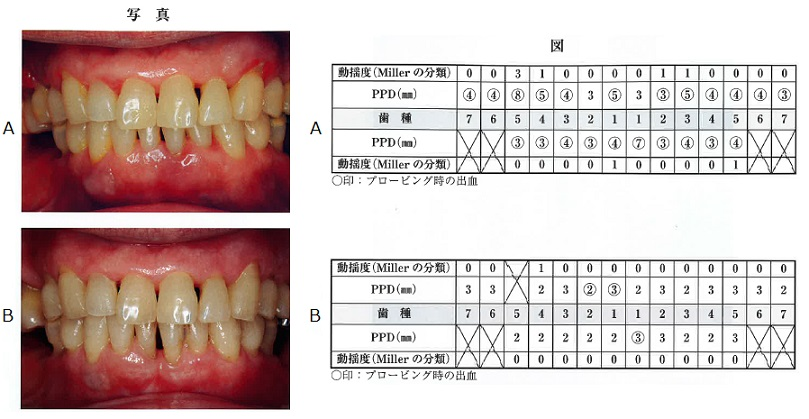 写 真
図
A
A
動揺度(Millerの分類) 0 0 3 1 0 0 0 0 1 1 0 0 0 0
PPD(㎜) ④ ④ ⑧ ⑤ ④ 3 ⑤ 3 ③ ⑤ ④ ④ ④ ③
歯 種 7 6 5 4 3 2 1 1 2 3 4 5 6 7
PPD(㎜) ③ ③ ④ ③ ④ ⑦ ③ ④ ③ ④
動揺度(Millerの分類) 0 0 0 0 1 0 0 0 0 1
○印：プロービング時の出血
B
B
動揺度(Millerの分類) 0 0 1 0 0 0 0 0 0 0 0 0 0
PPD(㎜) 3 3 2 3 ② ③ 2 3 2 3 3 3 2
歯 種 7 6 5 4 3 2 1 1 2 3 4 5 6 7
PPD(㎜) 2 2 2 2 2 ③ 3 2 2 3
動揺度(Millerの分類) 0 0 0 0 0 0 0 0 0 0
○印：プロービング時の出血